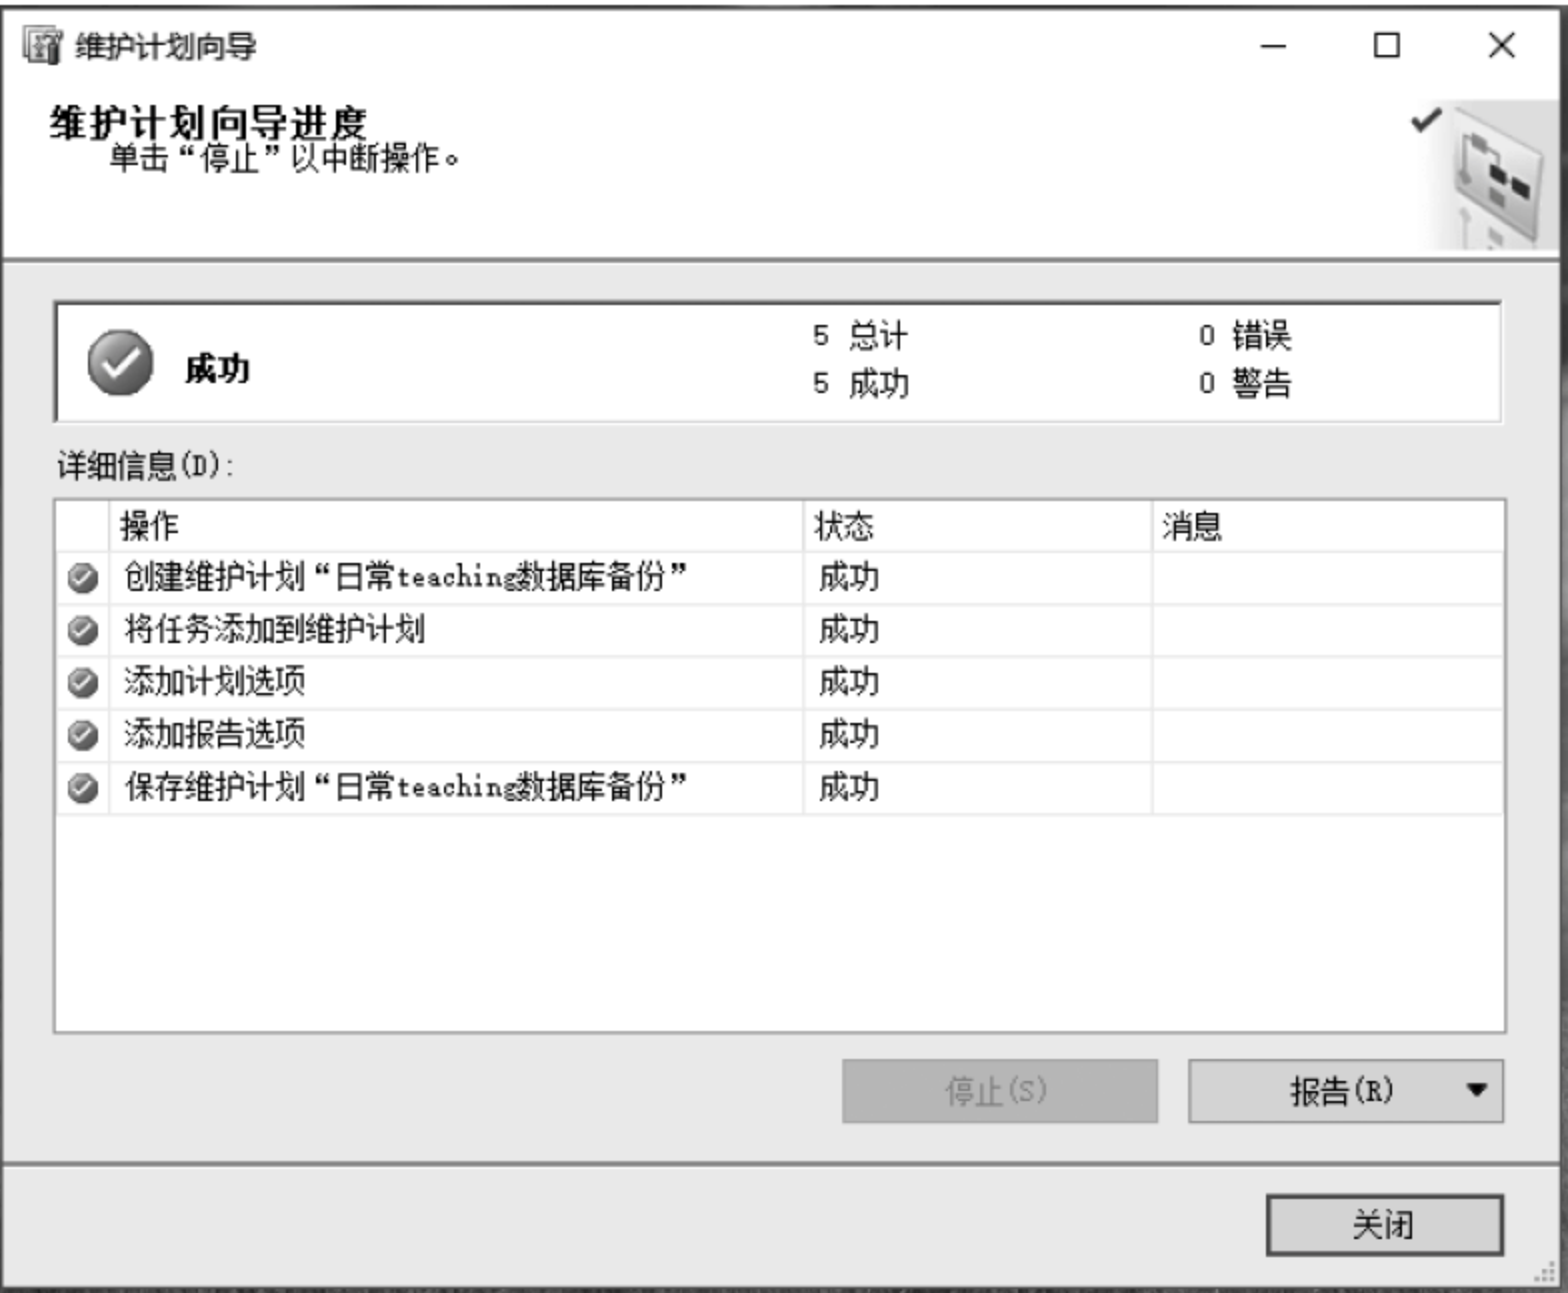 维护计划向导
维护计划向导进度
单击“停止”以中断操作。
成功
5 总计 0 错误
5 成功 0 警告
详细信息(D):
操作 状态 消息
创建维护计划“日常teaching数据库备份” 成功
将任务添加到维护计划 成功
添加计划选项 成功
添加报告选项 成功
保存维护计划“日常teaching数据库备份” 成功
停止(S) 报告(R)
关闭